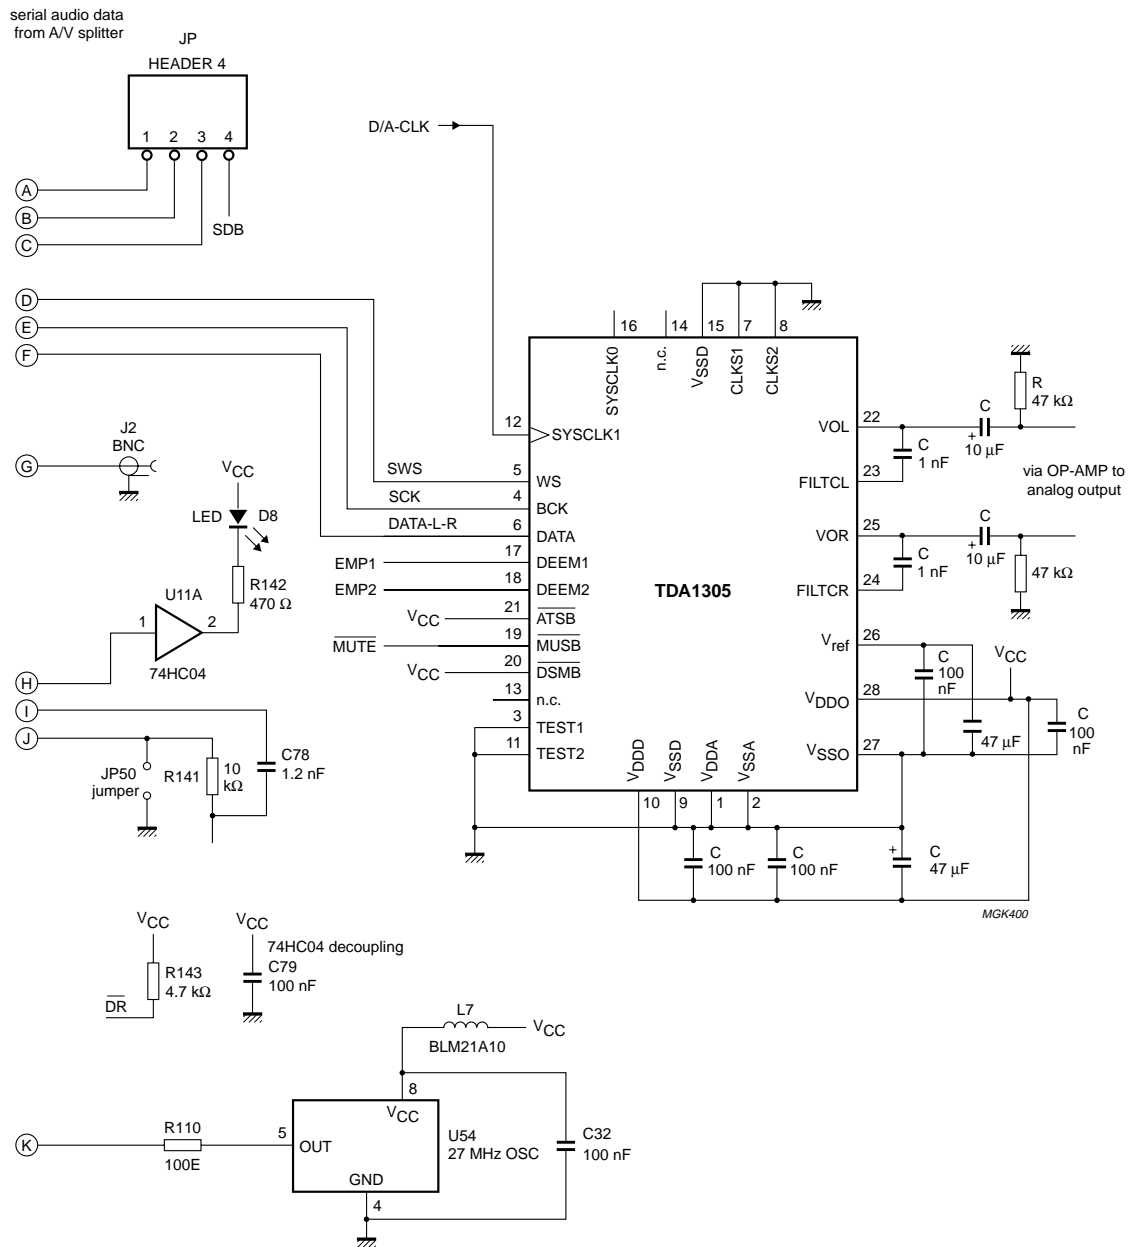 serial audio data
from A/V splitter
JP
HEADER 4
1 2 3 4
SDB
A
B
C
D/A-CLK
D
E
F
16 14 15 7 8
SYSCLK0
n.c.
VSSD
CLKS1
CLKS2
12 SYSCLK1
SWS 5 WS
SCK 4 BCK
DATA-L-R 6 DATA
EMP1 17 DEEM1
EMP2 18 DEEM2
VCC 21 ATSB
MUTE 19 MUSB
VCC 20 DSMB
13 n.c.
3 TEST1
11 TEST2
TDA1305
VOL 22
FILTCL 23
VOR 25
FILTCR 24
Vref 26
VDDO 28
VSSO 27
VDDD
VSSD
VDDA
VSSA
10 9 1 2
R
47 kΩ
C
1 nF
C
+
10 μF
via OP-AMP to
analog output
C
1 nF
C
+
10 μF
47 kΩ
C
100
nF
VCC
47 μF
C
100
nF
C
100 nF
C
100 nF
+
C
47 μF
MGK400
G
J2
BNC
VCC
LED D8
R142
470 Ω
U11A
1 2
74HC04
H
I
J
JP50
jumper
R141
10
kΩ
C78
1.2 nF
VCC
R143
4.7 kΩ
DR
VCC
74HC04 decoupling
C79
100 nF
L7
BLM21A10
VCC
8
VCC
K
R110
100E
5 OUT
GND
4
U54
27 MHz OSC
C32
100 nF